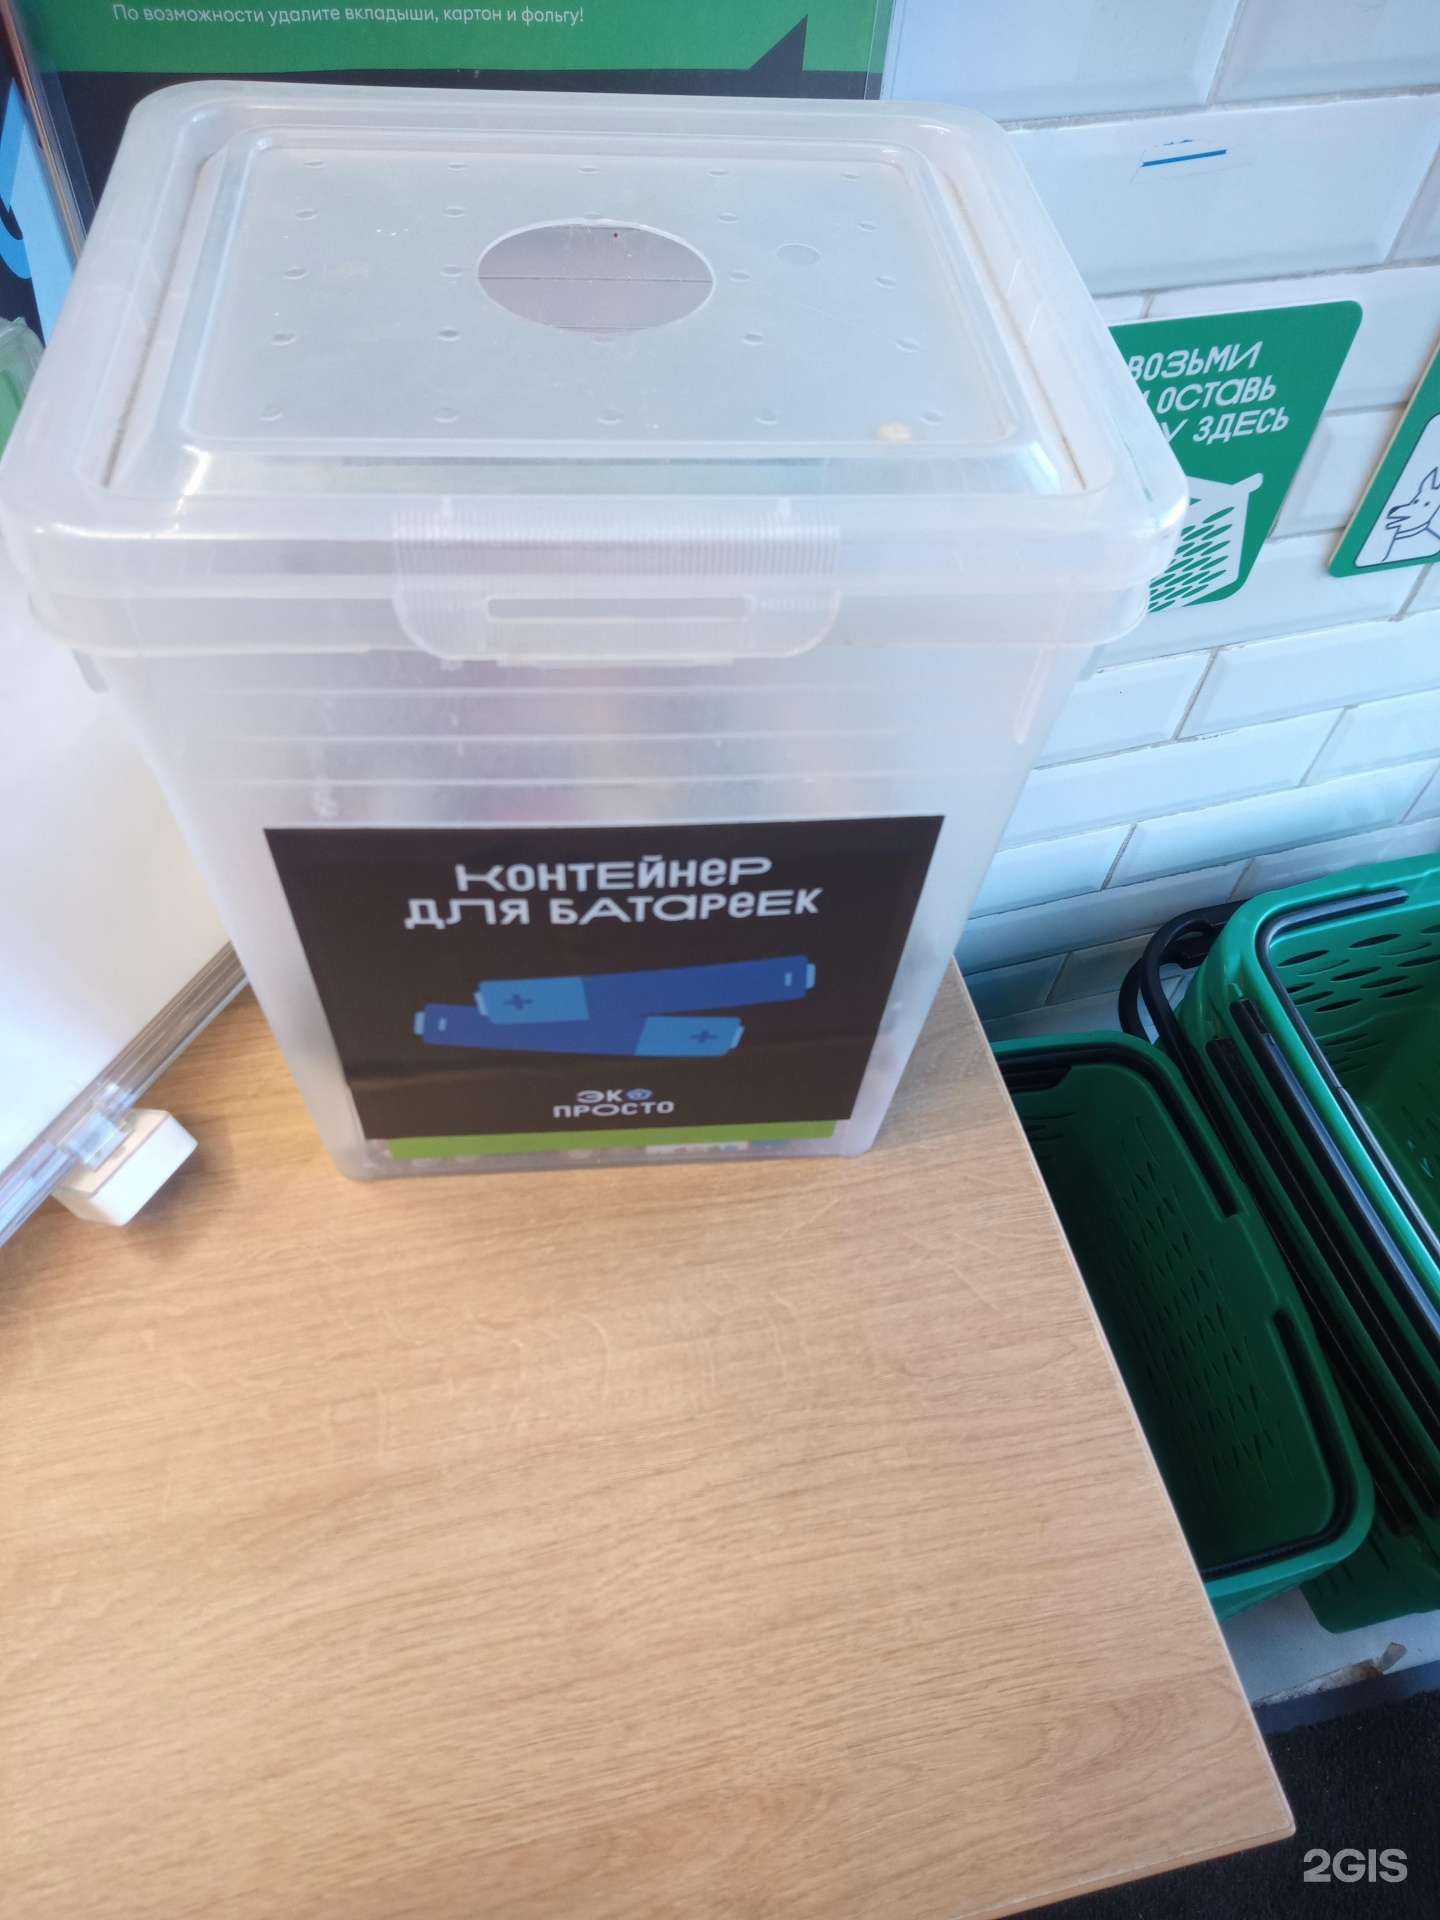 По возможности удалите вкладыши, картон и фольгу!
ВОЗЬМИ
ОСТАВЬ
ЗДЕСЬ
КОНТЕЙНЕР
ДЛЯ БАТАРЕЕК
ЭКО
ПРОСТО
2GIS